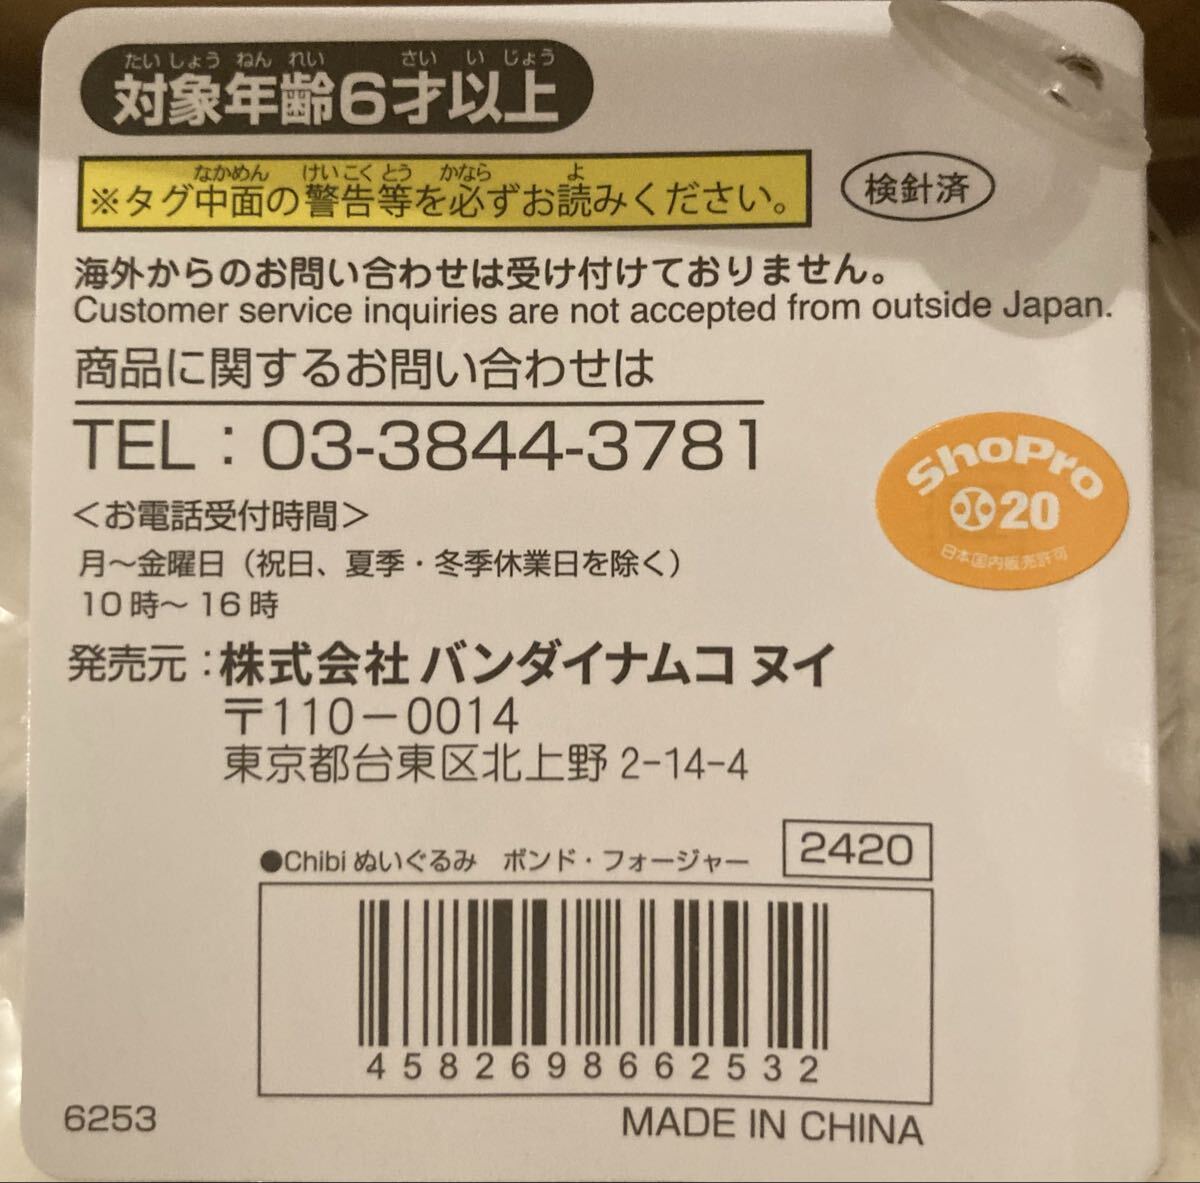 たいしょう ねん れい さい い じょう
対象年齢6才以上
なかめん けいこくとう かなら よ
※タグ中面の警告等を必ずお読みください。
検針済
海外からのお問い合わせは受け付けておりません。
Customer service inquiries are not accepted from outside Japan.
商品に関するお問い合わせは
TEL：03-3844-3781
＜お電話受付時間＞
月～金曜日（祝日、夏季・冬季休業日を除く）
10時～16時
ShoPro
20
日本国内販売許可
発売元：株式会社 バンダイナムコ ヌイ
〒110－0014
東京都台東区北上野 2-14-4
●Chibi ぬいぐるみ ボンド・フォージャー
2420
4582698662532
6253
MADE IN CHINA